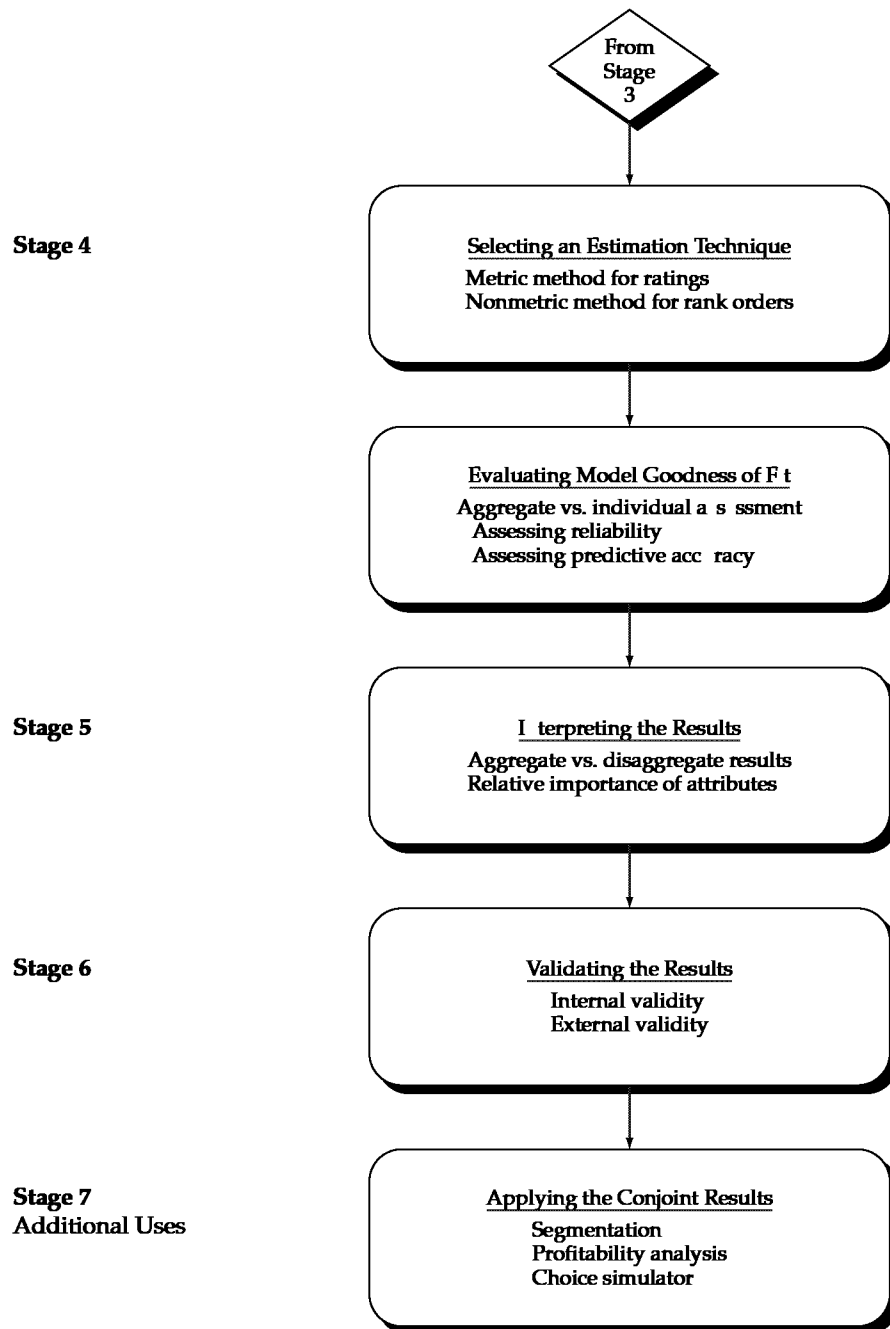 From
Stage
3
Stage 4
Selecting an Estimation Technique
Metric method for ratings
Nonmetric method for rank orders
Evaluating Model Goodness of F t
Aggregate vs. individual a s ssment
Assessing reliability
Assessing predictive acc racy
Stage 5
I terpreting the Results
Aggregate vs. disaggregate results
Relative importance of attributes
Stage 6
Validating the Results
Internal validity
External validity
Stage 7
Additional Uses
Applying the Conjoint Results
Segmentation
Profitability analysis
Choice simulator